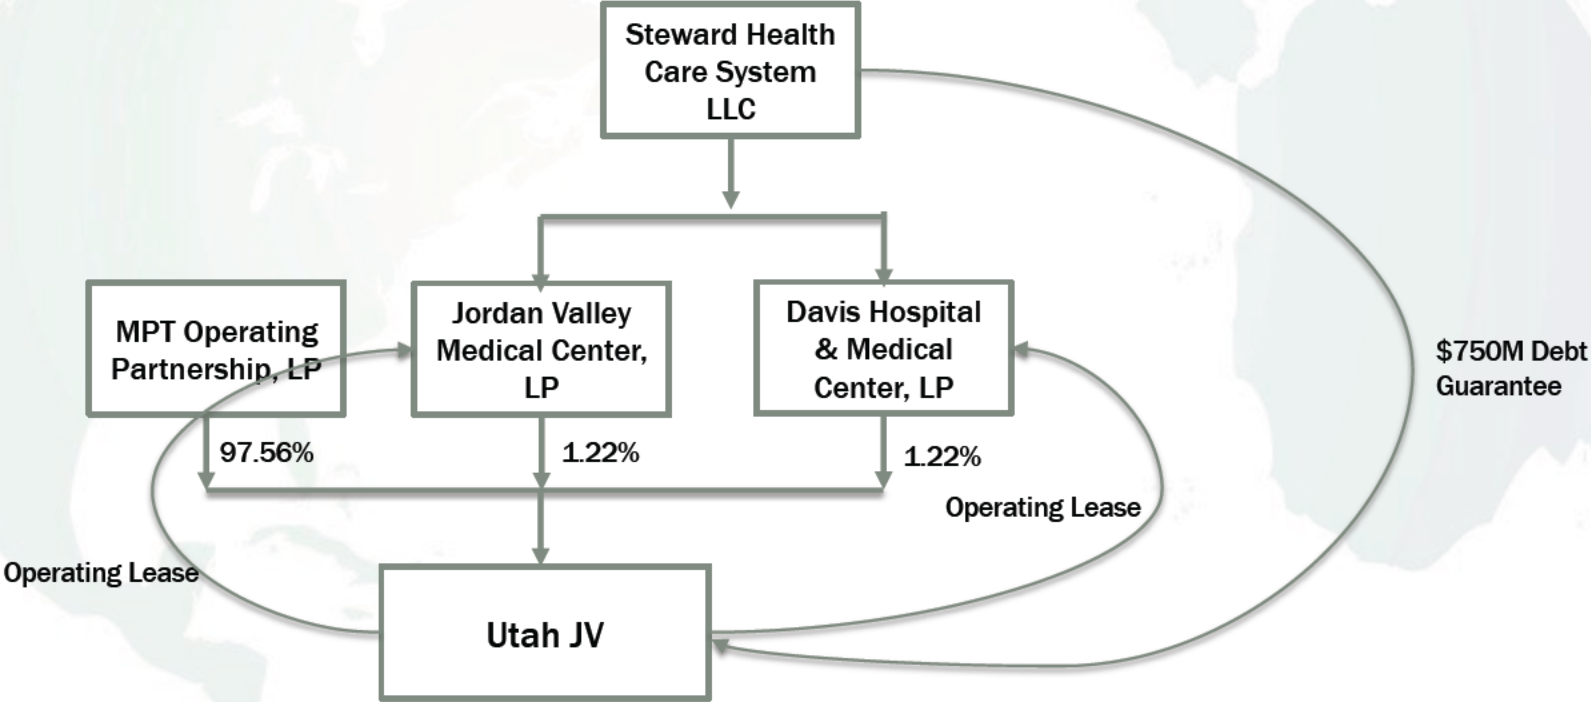 Steward Health
Care System
LLC
MPT Operating
Partnership, LP
Jordan Valley
Medical Center,
LP
Davis Hospital
& Medical
Center, LP
$750M Debt
Guarantee
97.56%
1.22%
1.22%
Operating Lease
Operating Lease
Utah JV